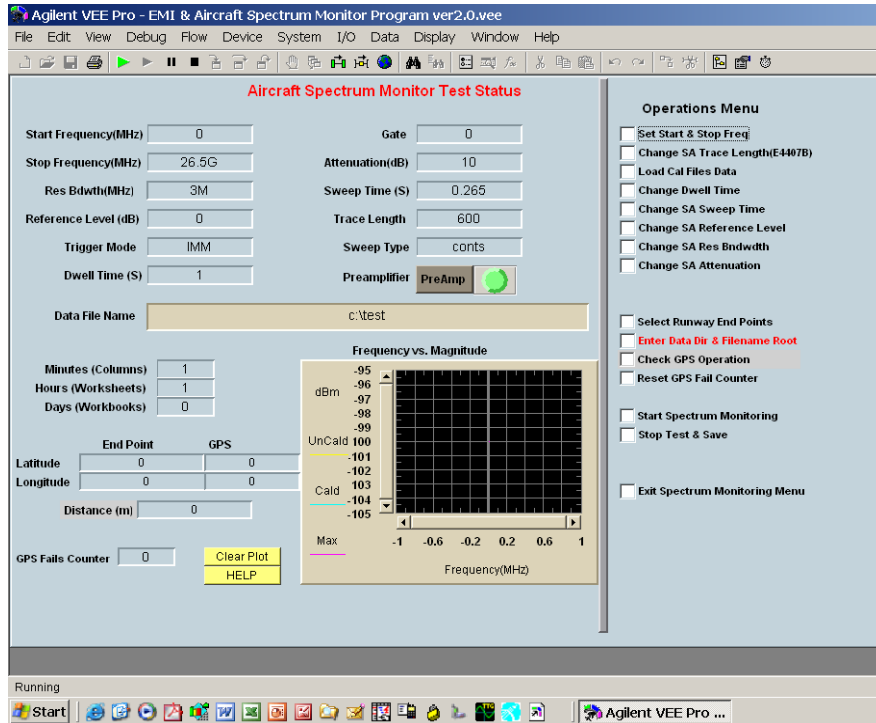 Agilent VEE Pro - EMI & Aircraft Spectrum Monitor Program ver2.0.vee
File Edit View Debug Flow Device System I/O Data Display Window Help
Aircraft Spectrum Monitor Test Status
Start Frequency(MHz) 0 Gate 0
Stop Frequency(MHz) 26.5G Attenuation(dB) 10
Res Bdwth(MHz) 3M Sweep Time (S) 0.265
Reference Level (dB) 0 Trace Length 600
Trigger Mode IMM Sweep Type conts
Dwell Time (S) 1 Preamplifier PreAmp
Data File Name c:\test
Minutes (Columns) 1
Hours (Worksheets) 1
Days (Workbooks) 0
End Point GPS
Latitude 0 0
Longitude 0 0
Distance (m) 0
GPS Fails Counter 0
Clear Plot
HELP
Frequency vs. Magnitude
-95
-96
dBm
-97
-98
-99
UnCald 100
-101
-102
Cald 103
-104
-105
Max
-1 -0.6 -0.2 0.2 0.6 1
Frequency(MHz)
Operations Menu
Set Start & Stop Freq
Change SA Trace Length(E4407B)
Load Cal Files Data
Change Dwell Time
Change SA Sweep Time
Change SA Reference Level
Change SA Res Bndwdth
Change SA Attenuation
Select Runway End Points
Enter Data Dir & Filename Root
Check GPS Operation
Reset GPS Fail Counter
Start Spectrum Monitoring
Stop Test & Save
Exit Spectrum Monitoring Menu
Running
Start Agilent VEE Pro ...